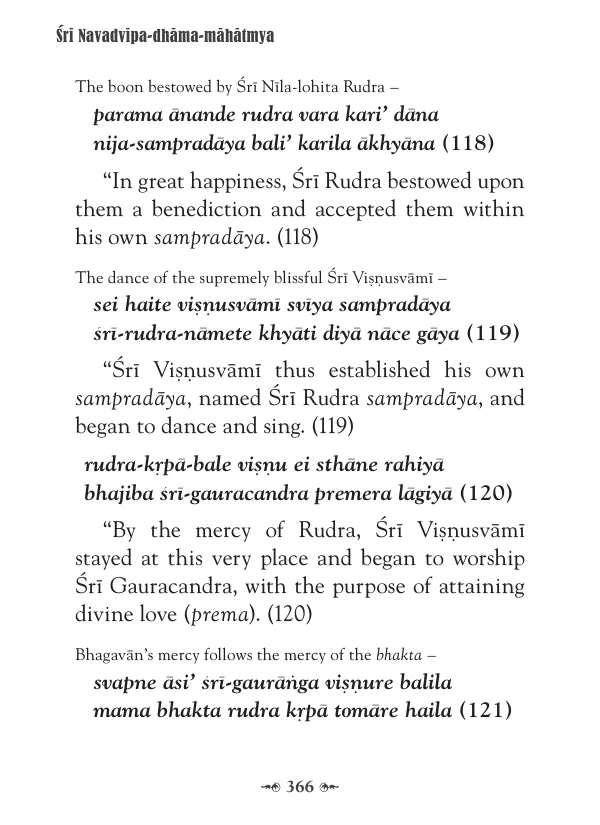 Śrī Navadvīpa-dhāma-māhātmya
The boon bestowed by Śrī Nīla-lohita Rudra –
parama ānande rudra vara kari’ dāna
nija-sampradāya bali’ karila ākhyāna (118)
“In great happiness, Śrī Rudra bestowed upon
them a benediction and accepted them within
his own sampradāya. (118)
The dance of the supremely blissful Śrī Viṣṇusvāmī –
sei haite viṣṇusvāmī svīya sampradāya
śrī-rudra-nāmete khyāti diyā nāce gāya (119)
“Śrī Viṣṇusvāmī thus established his own
sampradāya, named Śrī Rudra sampradāya, and
began to dance and sing. (119)
rudra-kṛpā-bale viṣṇu ei sthāne rahiyā
bhajiba śrī-gauracandra premera lāgiyā (120)
“By the mercy of Rudra, Śrī Viṣṇusvāmī
stayed at this very place and began to worship
Śrī Gauracandra, with the purpose of attaining
divine love (prema). (120)
Bhagavān’s mercy follows the mercy of the bhakta –
svapne āsi’ śrī-gaurāṅga viṣṇure balila
mama bhakta rudra kṛpā tomāre haila (121)
366